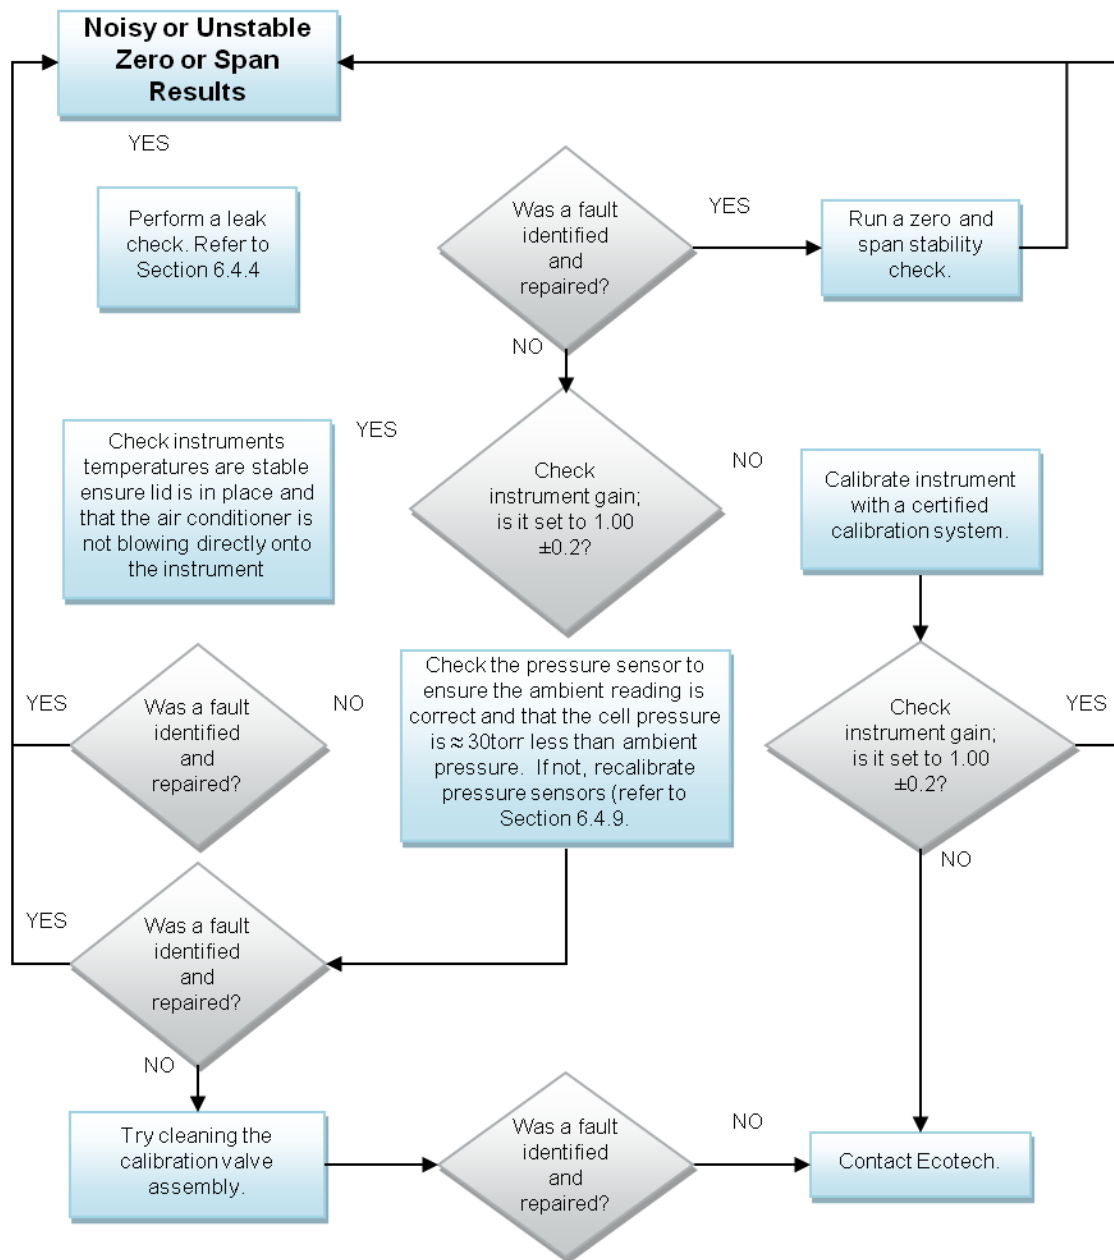 Noisy or Unstable
Zero or Span
Results
YES
Perform a leak
check. Refer to
Section 6.4.4
Was a fault
identified
and
repaired?
YES
Run a zero and
span stability
check.
NO
Check instruments
temperatures are stable
ensure lid is in place and
that the air conditioner is
not blowing directly onto
the instrument
YES
Check
instrument gain;
is it set to 1.00
±0.2?
NO
Calibrate instrument
with a certified
calibration system.
YES
Was a fault
identified
and
repaired?
NO
Check the pressure sensor to
ensure the ambient reading is
correct and that the cell pressure
is ≈ 30torr less than ambient
pressure. If not, recalibrate
pressure sensors (refer to
Section 6.4.9.
Check
instrument gain;
is it set to 1.00
±0.2?
YES
NO
YES
Was a fault
identified
and
repaired?
NO
Try cleaning the
calibration valve
assembly.
Was a fault
identified
and
repaired?
NO
Contact Ecotech.